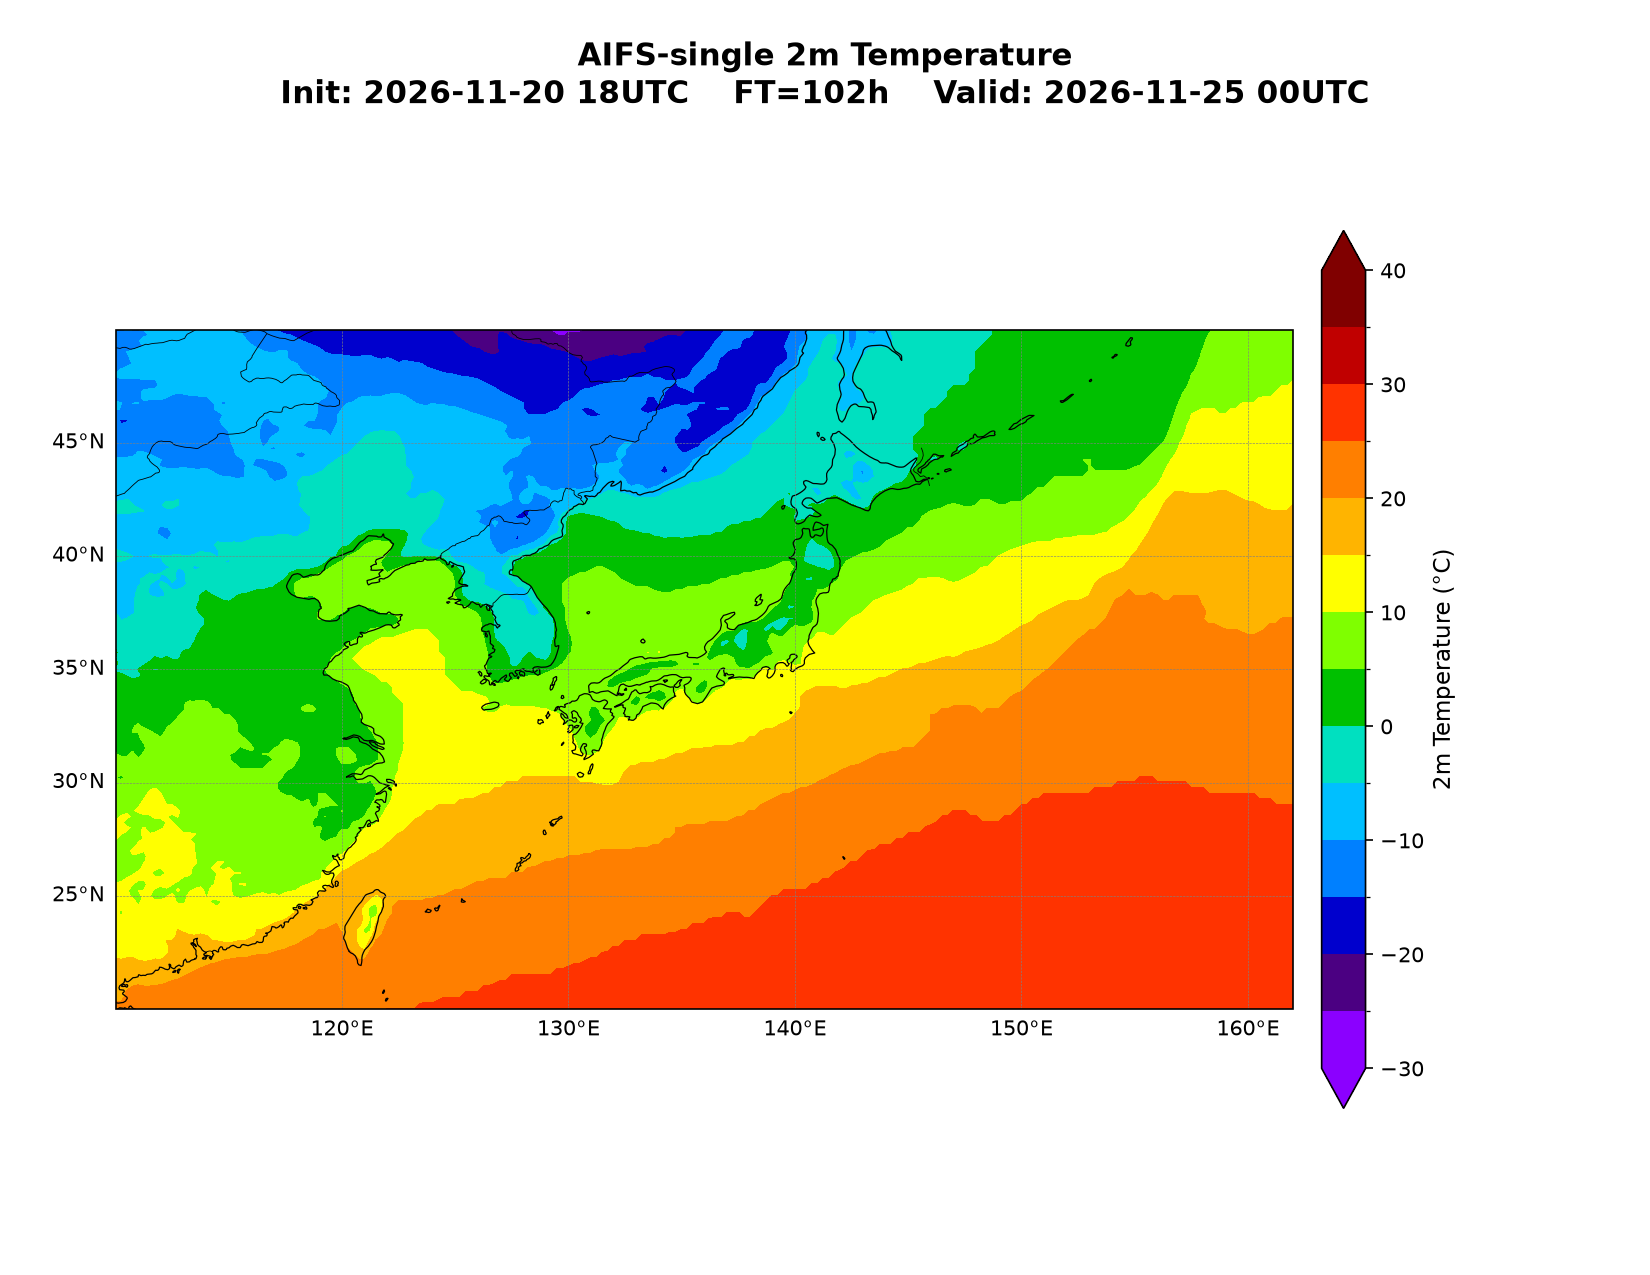 AIFS-single 2m Temperature
Init: 2026-11-20 18UTC    FT=102h    Valid: 2026-11-25 00UTC
45°N
40°N
35°N
30°N
25°N
120°E
130°E
140°E
150°E
160°E
40
30
20
10
0
−10
−20
−30
2m Temperature (°C)